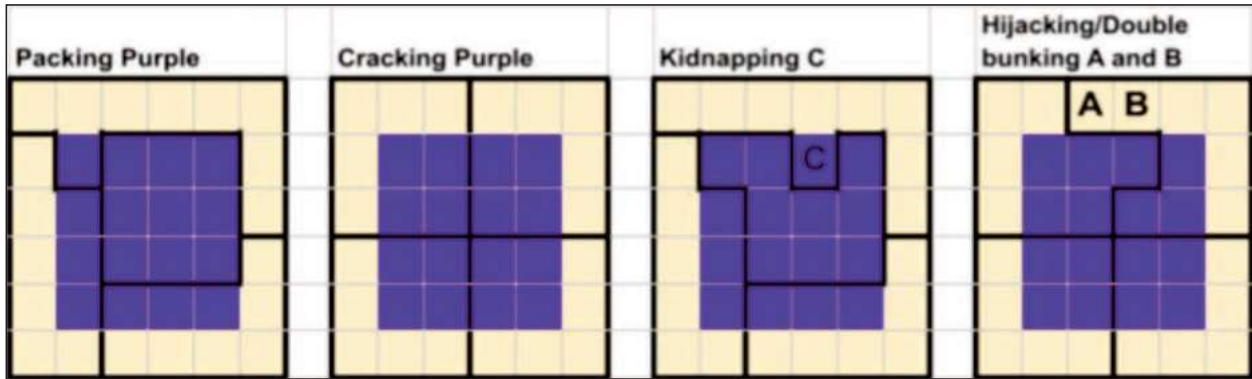 Packing Purple
Cracking Purple
Kidnapping C
Hijacking/Double
bunking A and B
A B
C